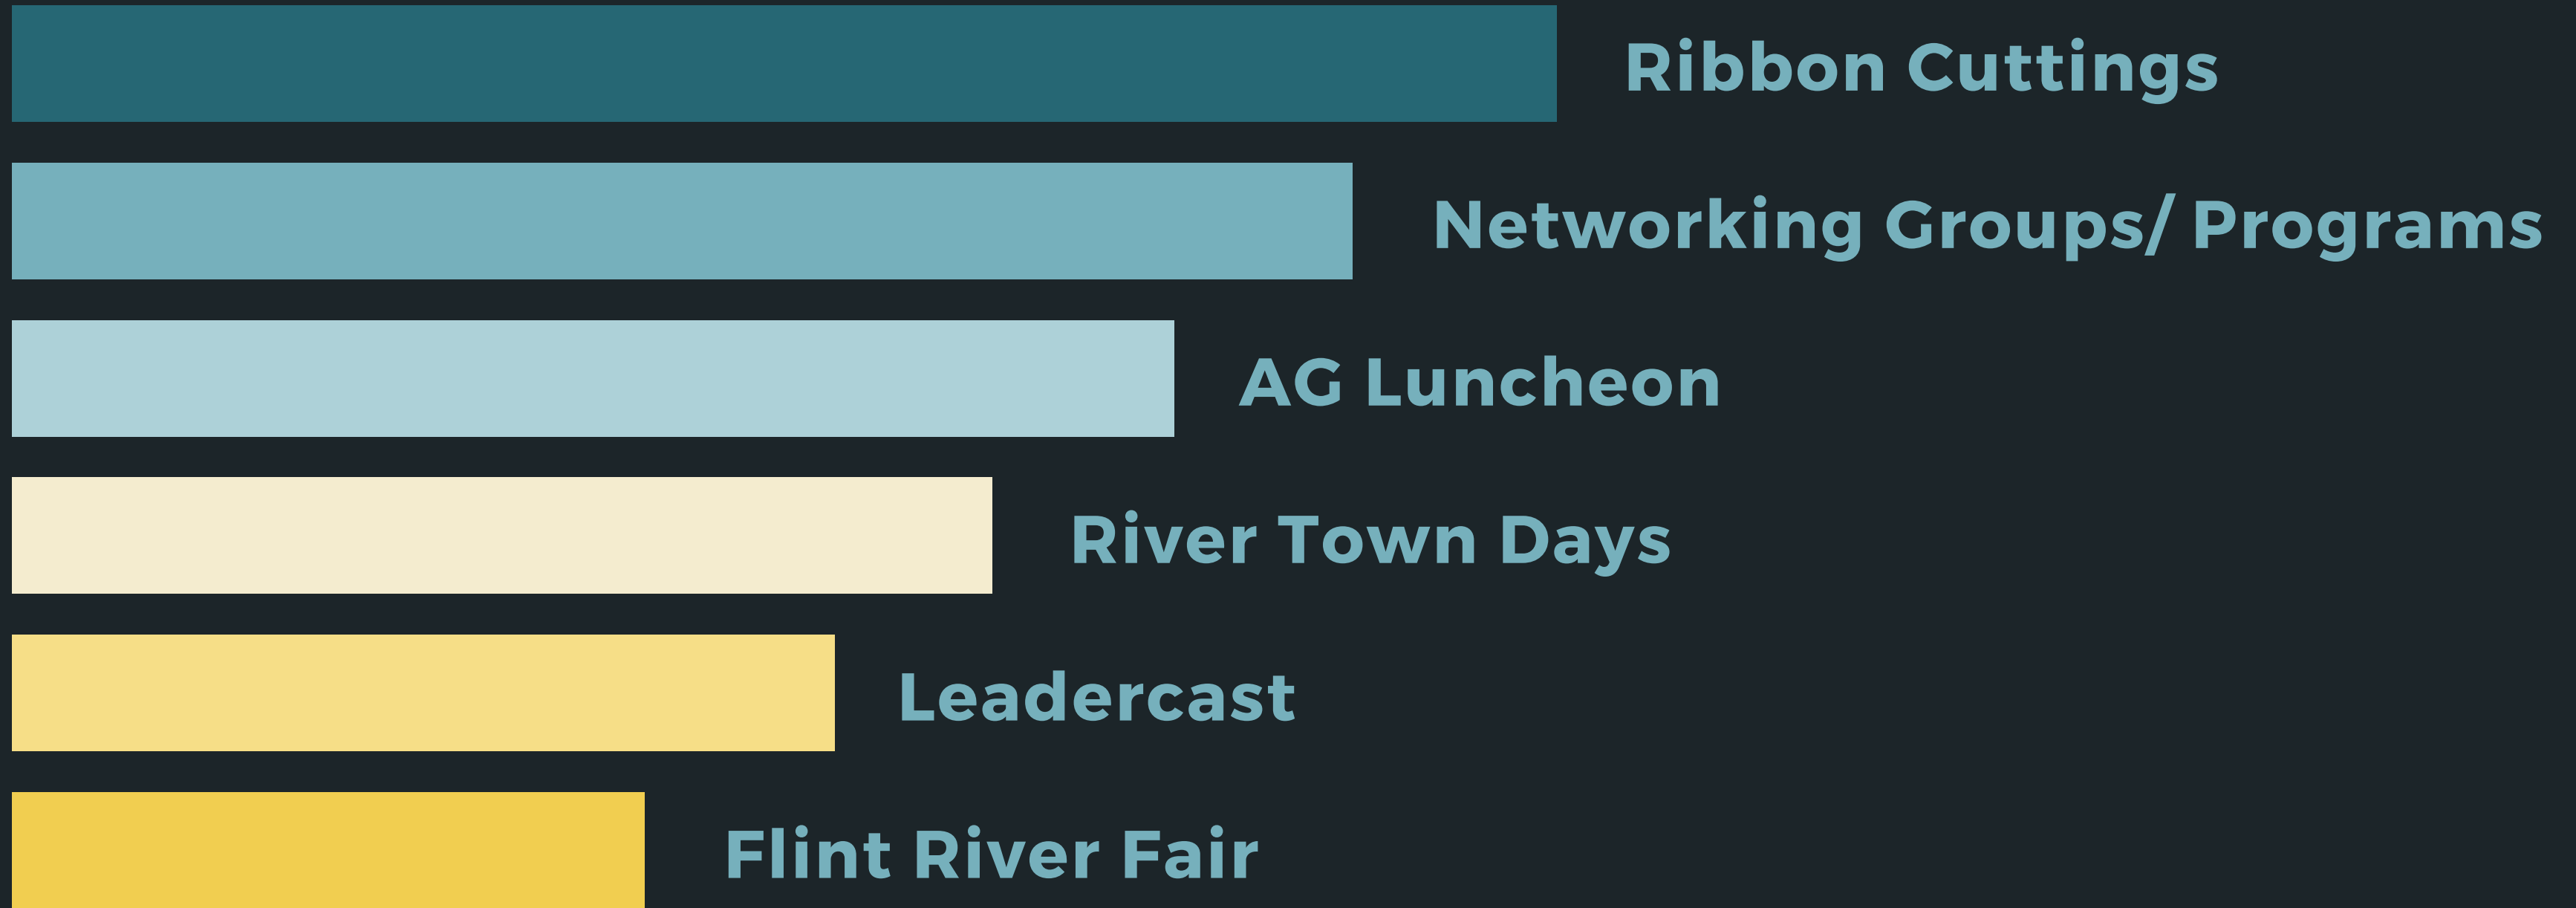 Ribbon Cuttings
Networking Groups/ Programs
AG Luncheon
River Town Days
Leadercast
Flint River Fair